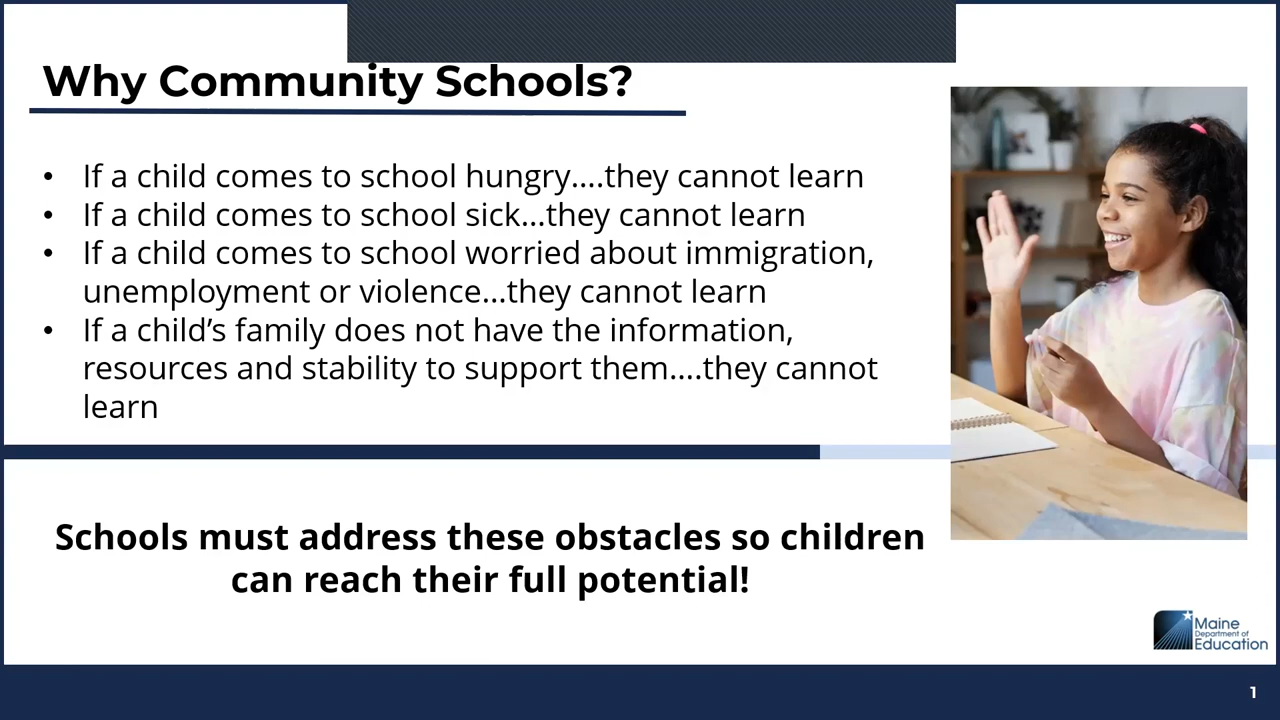 Why Community Schools?
• If a child comes to school hungry....they cannot learn
• If a child comes to school sick...they cannot learn
• If a child comes to school worried about immigration,
unemployment or violence...they cannot learn
• If a child’s family does not have the information,
resources and stability to support them....they cannot
learn
Schools must address these obstacles so children
can reach their full potential!
Maine
Department of
Education
1